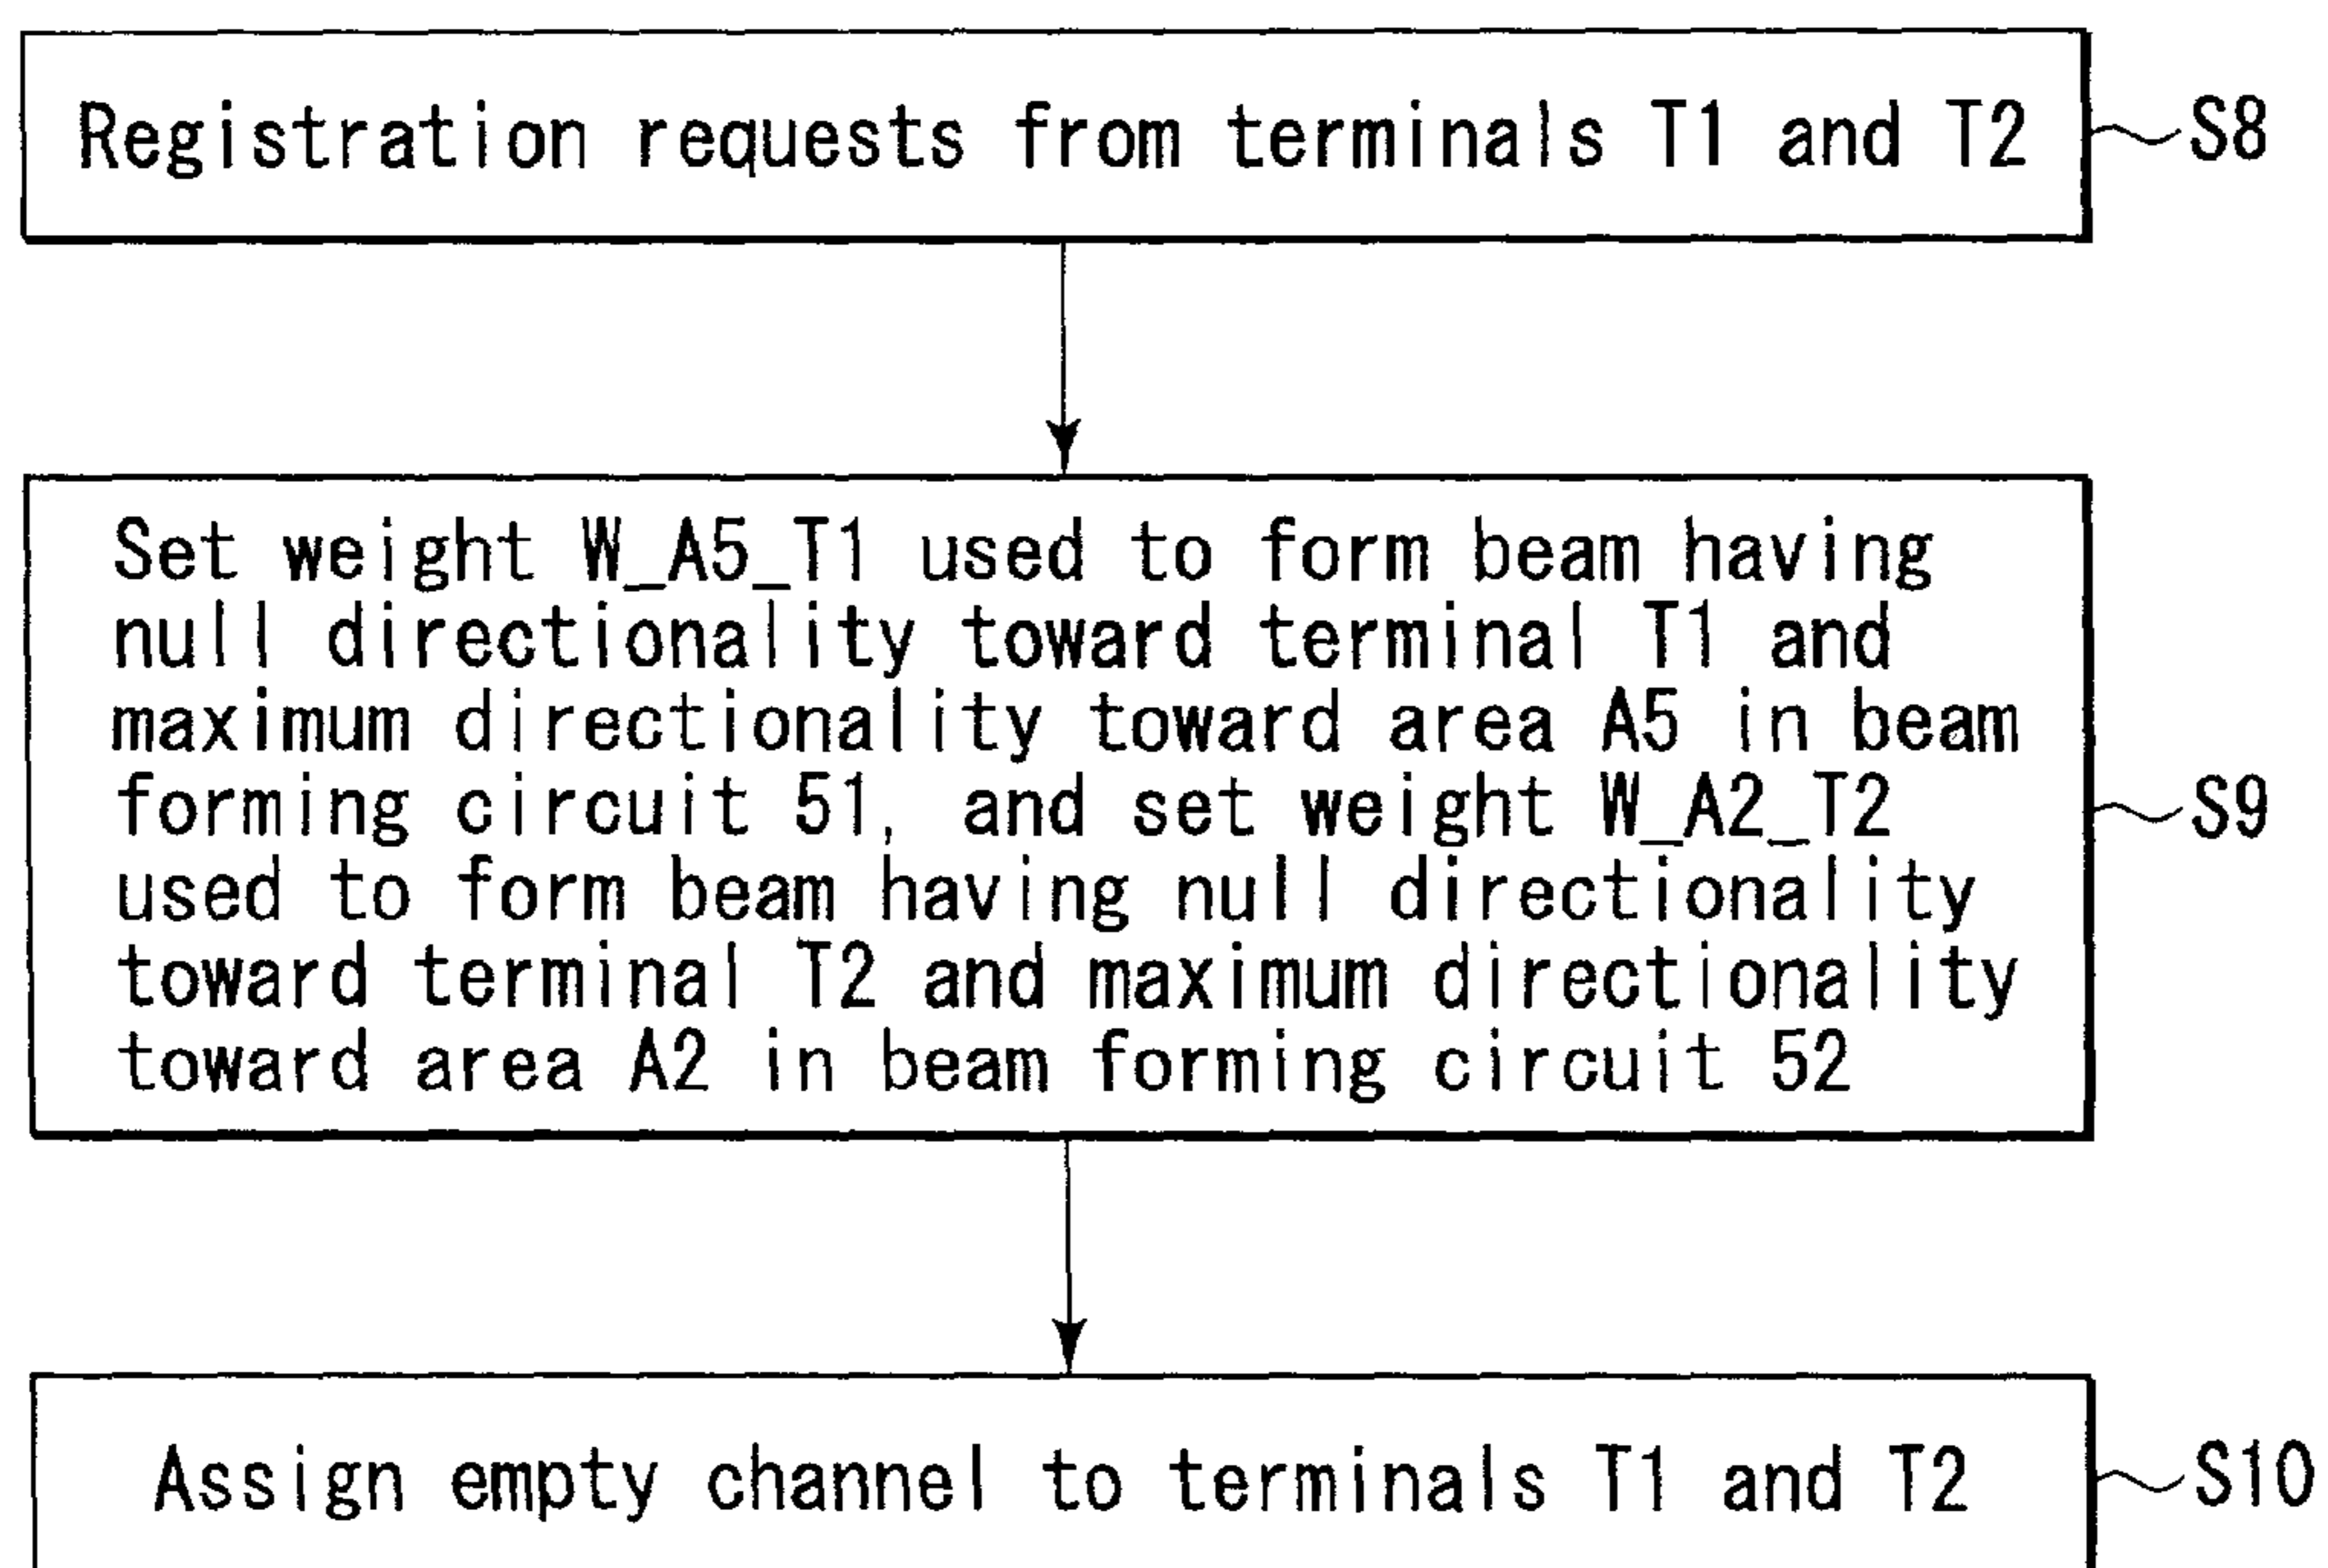 Registration requests from terminals T1 and T2
S8
Set weight W_A5_T1 used to form beam having
null directionality toward terminal T1 and
maximum directionality toward area A5 in beam
forming circuit 51, and set weight W_A2_T2
used to form beam having null directionality
toward terminal T2 and maximum directionality
toward area A2 in beam forming circuit 52
S9
Assign empty channel to terminals T1 and T2
S10